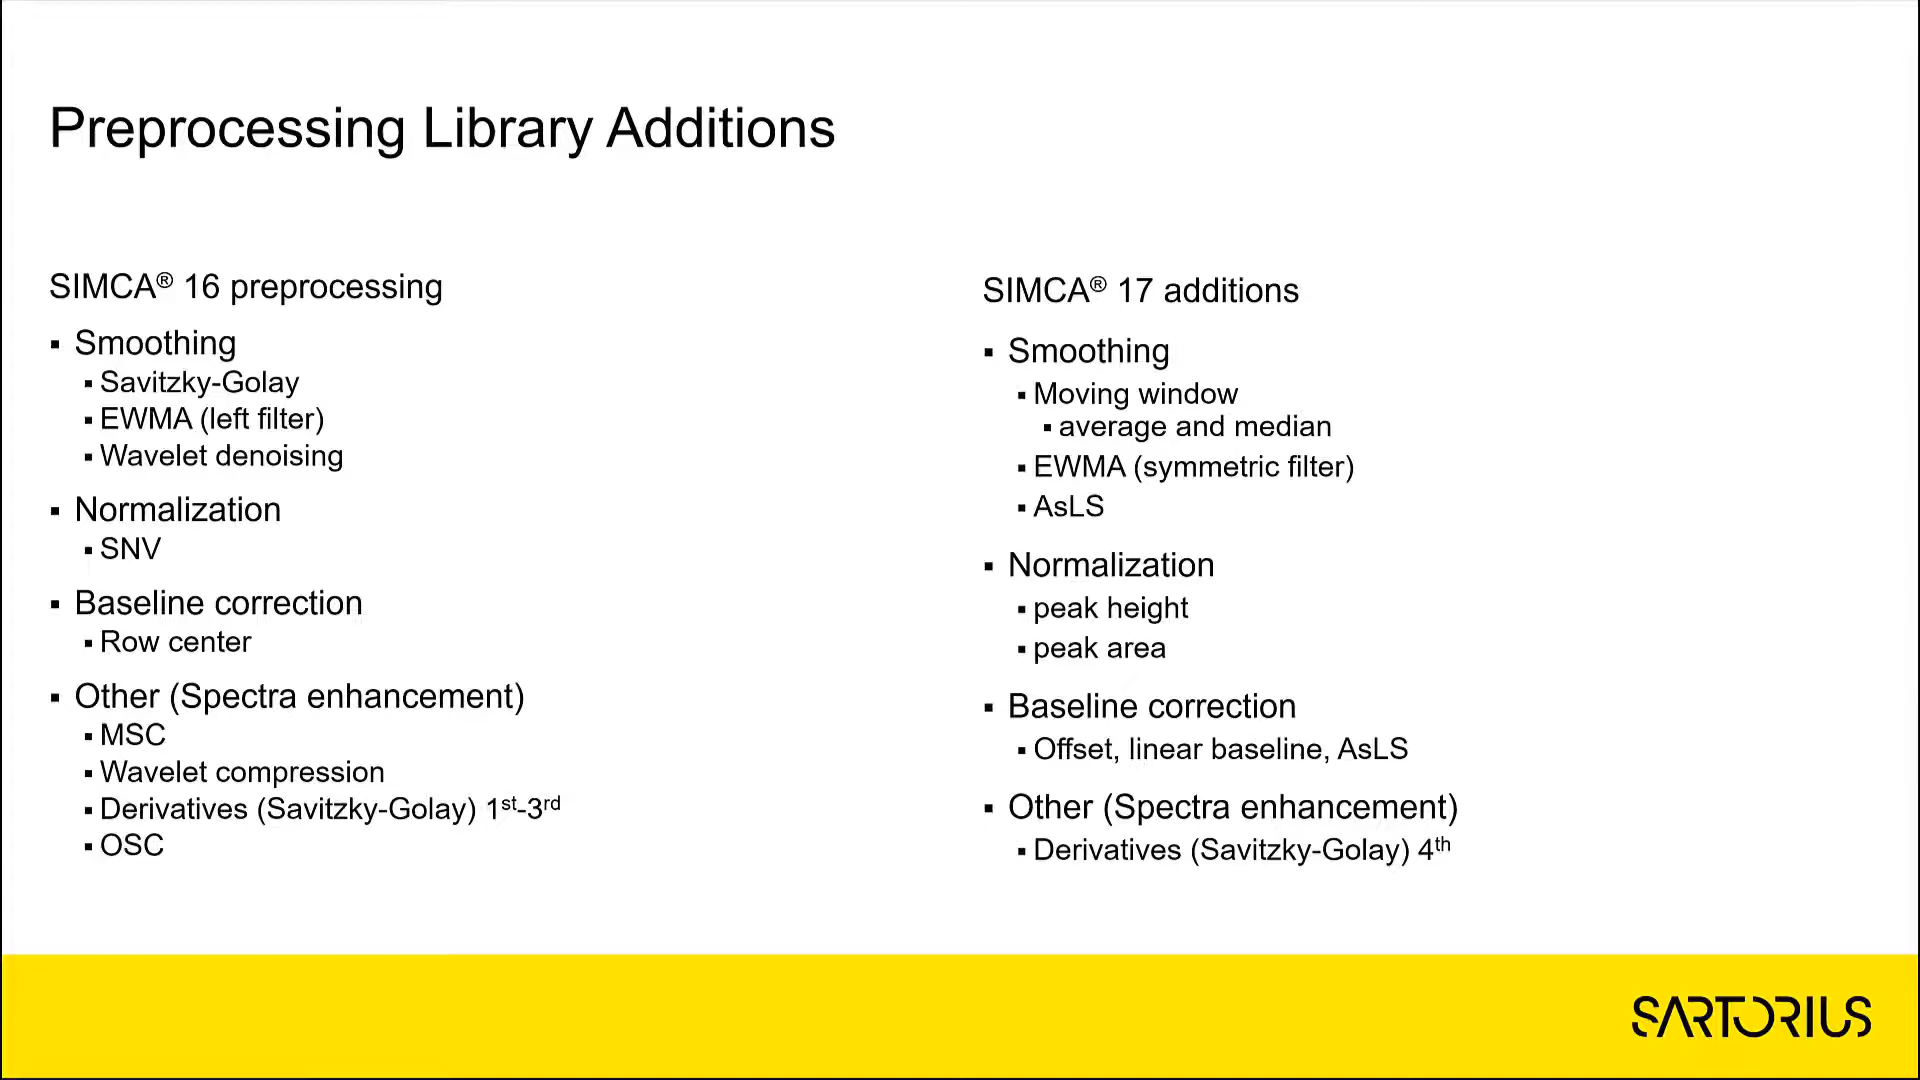 Preprocessing Library Additions
SIMCA® 16 preprocessing
▪ Smoothing
▪ Savitzky-Golay
▪ EWMA (left filter)
▪ Wavelet denoising
▪ Normalization
▪ SNV
▪ Baseline correction
▪ Row center
▪ Other (Spectra enhancement)
▪ MSC
▪ Wavelet compression
▪ Derivatives (Savitzky-Golay) 1st-3rd
▪ OSC
SIMCA® 17 additions
▪ Smoothing
▪ Moving window
▪ average and median
▪ EWMA (symmetric filter)
▪ AsLS
▪ Normalization
▪ peak height
▪ peak area
▪ Baseline correction
▪ Offset, linear baseline, AsLS
▪ Other (Spectra enhancement)
▪ Derivatives (Savitzky-Golay) 4th
SARTORIUS